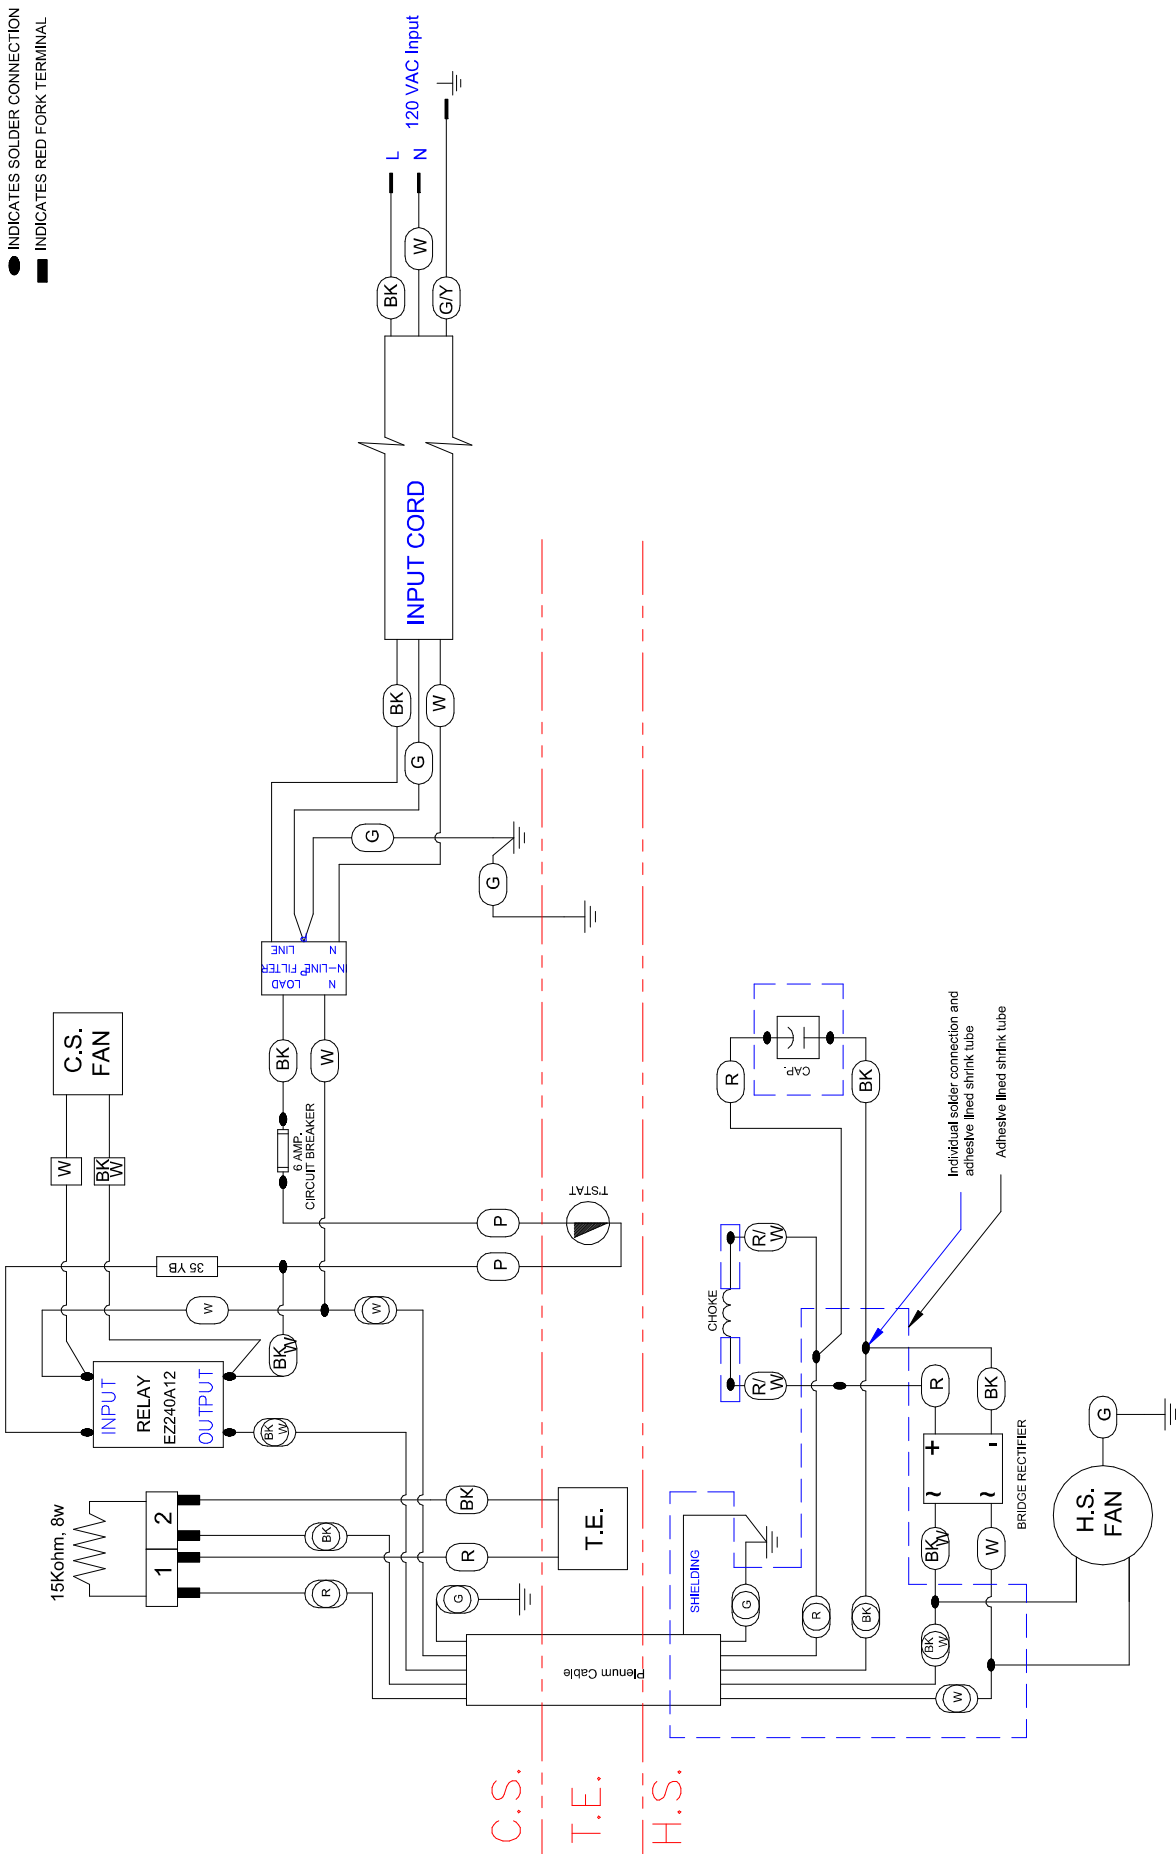 INDICATES SOLDER CONNECTION
INDICATES RED FORK TERMINAL
15Kohm, 8w
1
2
INPUT
RELAY
EZ240A12
OUTPUT
C.S.
FAN
W
BK
W
35 YB
W
BK
W
BK
W
W
R
BK
R
BK
G
T.E.
P
P
T'STAT
6 AMP.
CIRCUIT BREAKER
BK
W
LOAD
N
IN-LINE FILTER
LINE
N
G
G
BK
G
W
INPUT CORD
BK
W
G/Y
L
N
120 VAC Input
C.S.
T.E.
H.S.
Plenum Cable
SHIELDING
G
R
BK
BK
W
W
CHOKE
R/
W
R/
W
R
CAP.
BK
R
BK
+
-
~
~
BK
W
W
BRIDGE RECTIFIER
H.S.
FAN
G
Individual solder connection and
adhesive lined shrink tube
Adhesive lined shrink tube